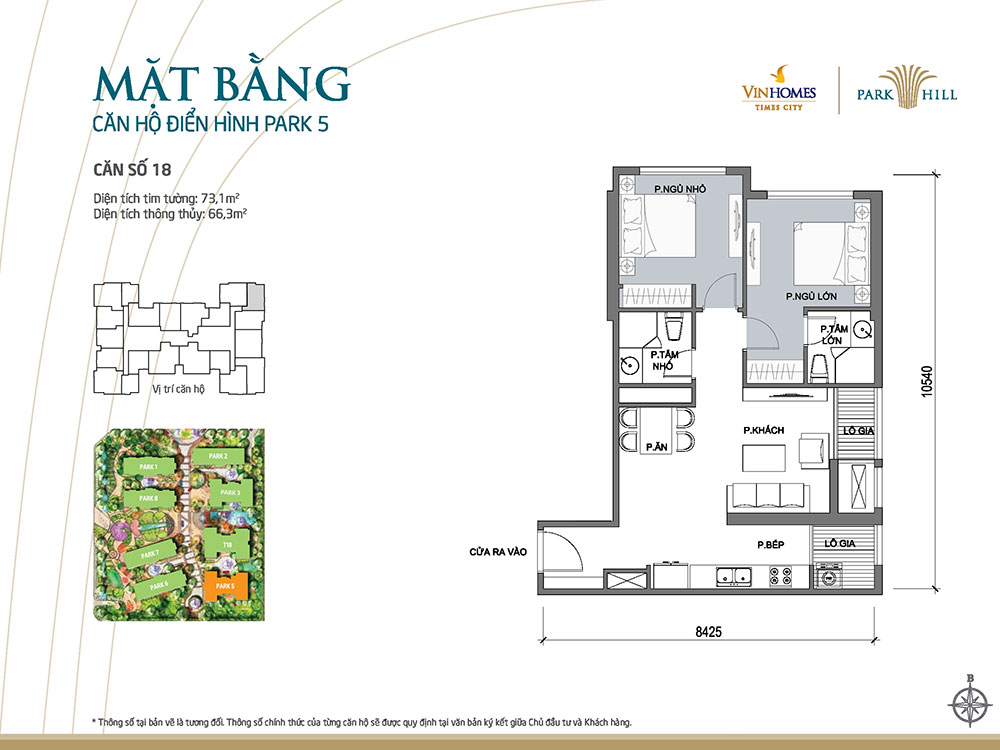 MẶT BẰNG
CĂN HỘ ĐIỂN HÌNH PARK 5
VINHOMES
TIMES CITY
PARK HILL
CĂN SỐ 18
Diện tích tim tường: 73,1m²
Diện tích thông thủy: 66,3m²
Vị trí căn hộ
PARK 1
PARK 2
PARK 8
PARK 3
PARK 7
T18
PARK 6
PARK 5
P.NGỦ NHỎ
P.NGỦ LỚN
P.TẮM
LỚN
P.TẮM
NHỎ
P.KHÁCH
LÔ GIA
P.ĂN
P.BẾP
LÔ GIA
CỬA RA VÀO
10540
8425
B
* Thông số tại bản vẽ là tương đối. Thông số chính thức của từng căn hộ sẽ được quy định tại văn bản ký kết giữa Chủ đầu tư và Khách hàng.